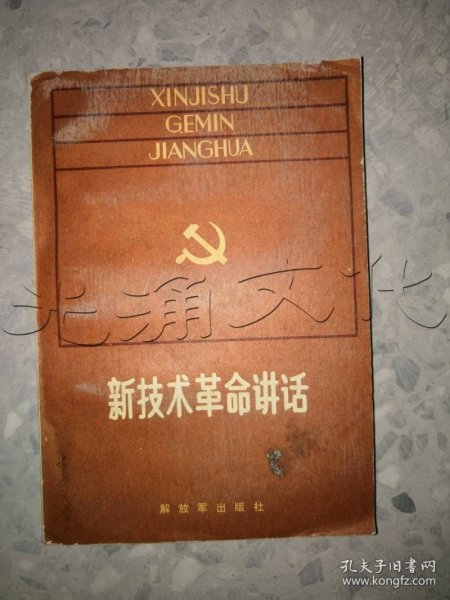 XINJISHU
GEMIN
JIANGHUA
光涌文化
新技术革命讲话
解放军出版社
孔夫子旧书网
www.kongfz.com